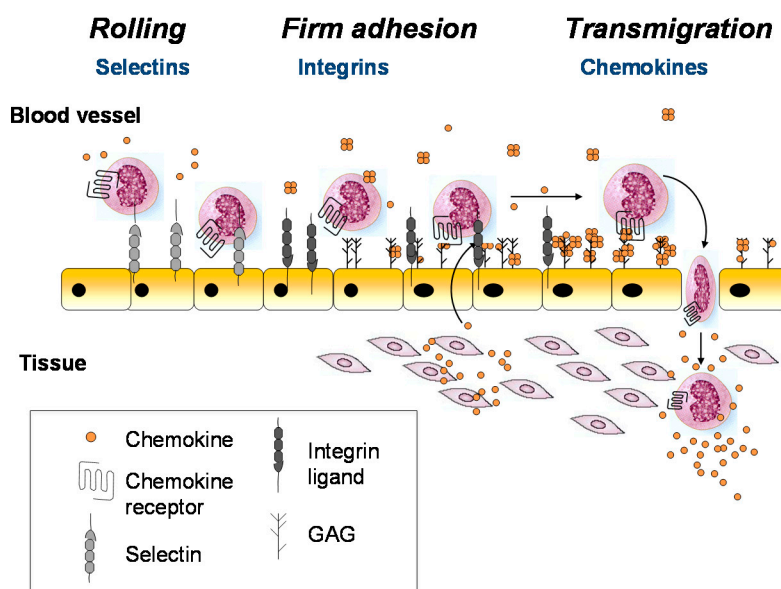 Rolling
Firm adhesion
Transmigration
Selectins
Integrins
Chemokines
Blood vessel
Tissue
Chemokine
Chemokine
receptor
Selectin
Integrin
ligand
GAG